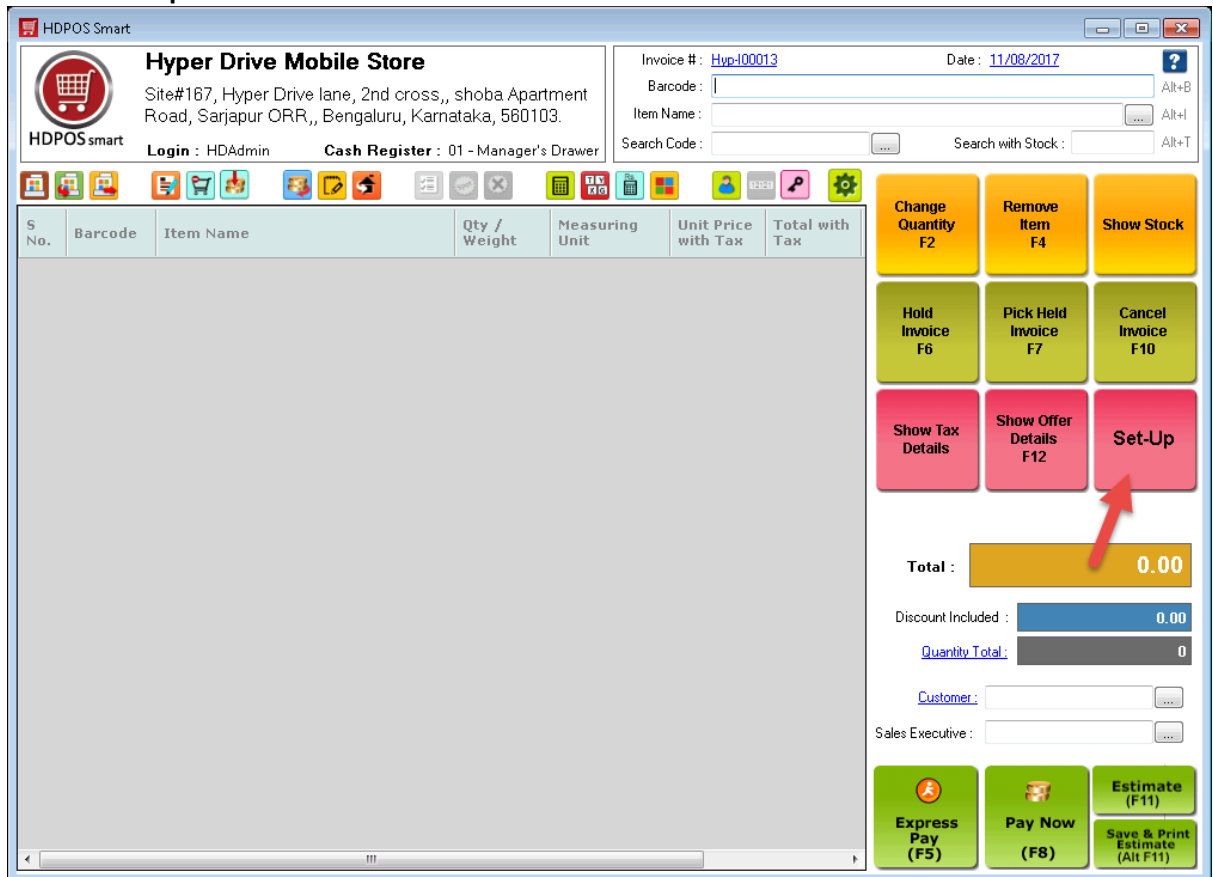 HDPOS Smart
Hyper Drive Mobile Store
Site#167, Hyper Drive lane, 2nd cross,, shoba Apartment
Road, Sarjapur ORR,, Bengaluru, Karnataka, 560103.
HDPOS smart
Login : HDAdmin Cash Register : 01 - Manager's Drawer
Invoice # : Hyp-I00013 Date : 11/08/2017 ?
Barcode : Alt+B
Item Name : ... Alt+I
Search Code : ... Search with Stock : Alt+T
S No.
Barcode
Item Name
Qty / Weight
Measuring Unit
Unit Price with Tax
Total with Tax
Change
Quantity
F2
Remove
Item
F4
Show Stock
Hold
Invoice
F6
Pick Held
Invoice
F7
Cancel
Invoice
F10
Show Tax
Details
Show Offer
Details
F12
Set-Up
Total : 0.00
Discount Included : 0.00
Quantity Total : 0
Customer : ...
Sales Executive : ...
Express
Pay
(F5)
Pay Now
(F8)
Estimate
(F11)
Save & Print
Estimate
(Alt F11)